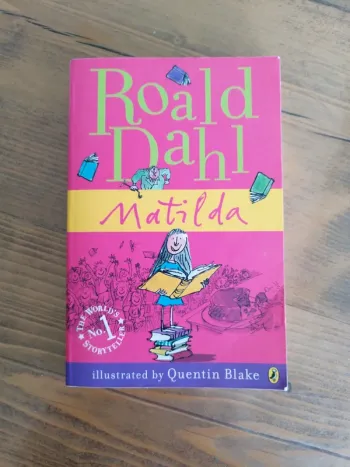 Roald
Dahl
Matilda
THE WORLD'S
No. 1
STORYTELLER
illustrated by Quentin Blake